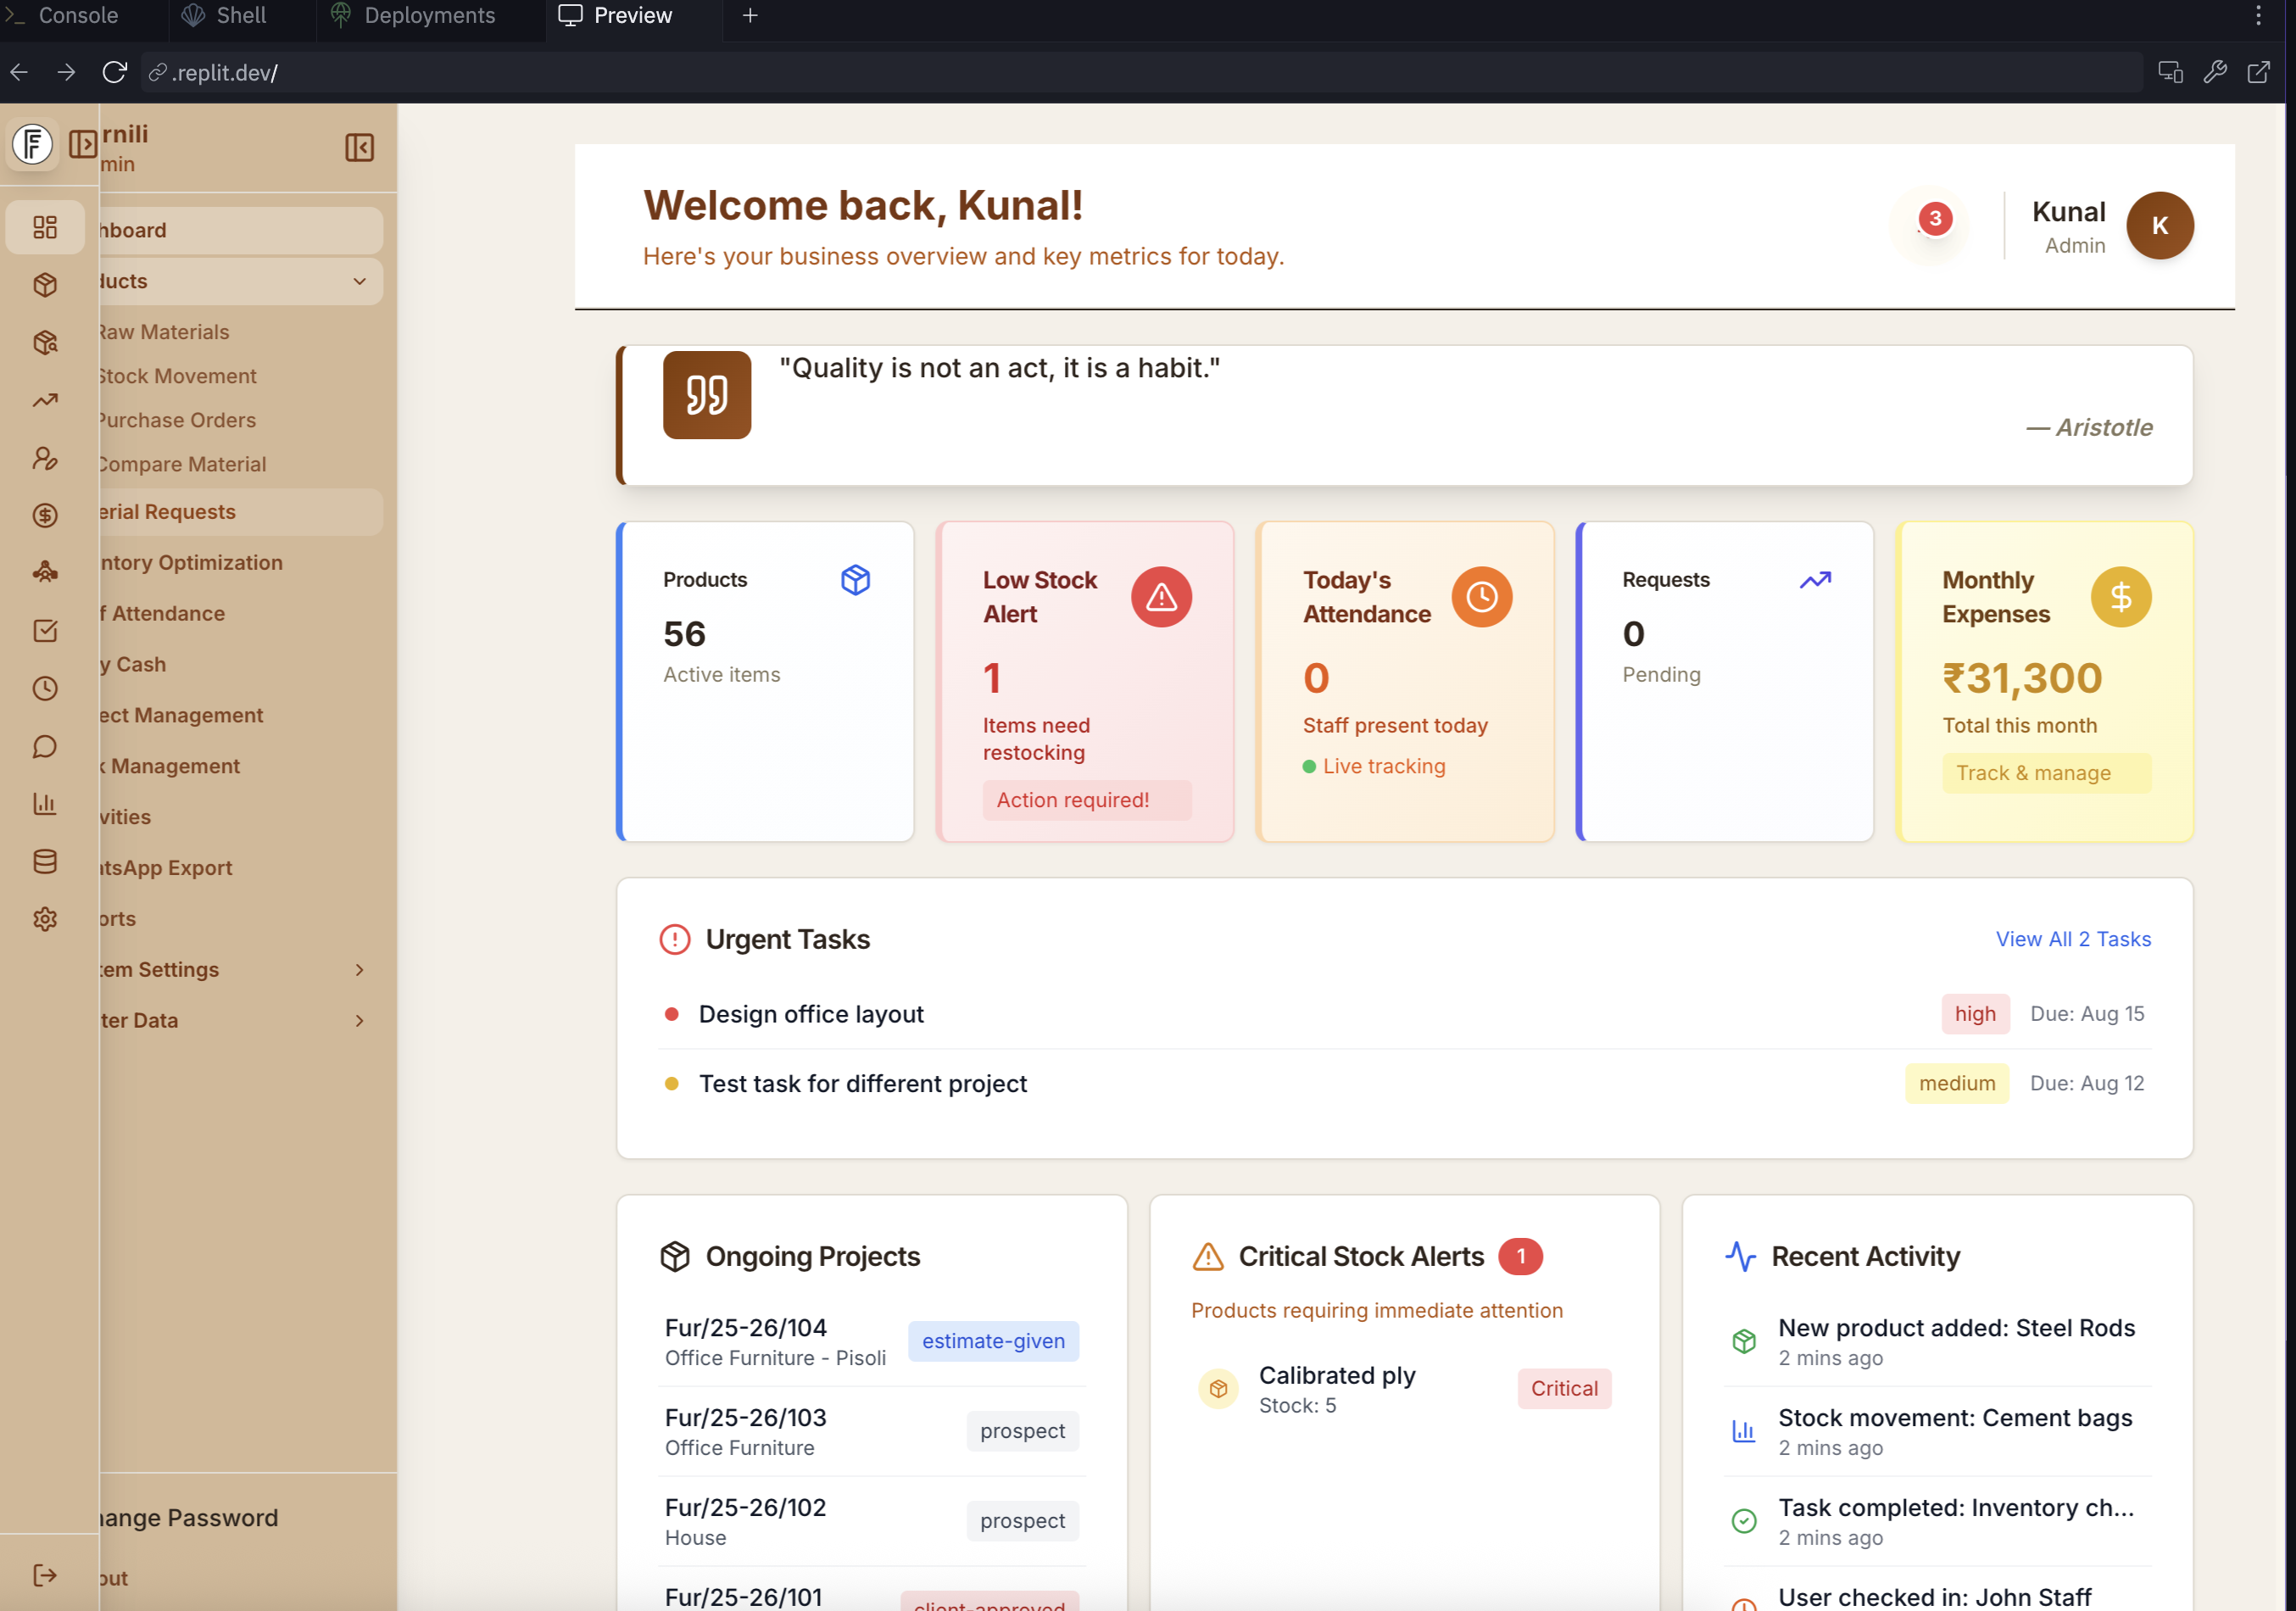 Console
Shell
Deployments
Preview
.replit.dev/
F
rnili
min
hboard
ducts
Raw Materials
Stock Movement
Purchase Orders
Compare Material
erial Requests
ntory Optimization
f Attendance
y Cash
ect Management
k Management
vities
atsApp Export
orts
tem Settings
ter Data
hange Password
out
Welcome back, Kunal!
Here's your business overview and key metrics for today.
3
Kunal
Admin
K
"Quality is not an act, it is a habit."
— Aristotle
Products
56
Active items
Low Stock
Alert
1
Items need
restocking
Action required!
Today's
Attendance
0
Staff present today
Live tracking
Requests
0
Pending
Monthly
Expenses
₹31,300
Total this month
Track & manage
Urgent Tasks
View All 2 Tasks
Design office layout
high
Due: Aug 15
Test task for different project
medium
Due: Aug 12
Ongoing Projects
Fur/25-26/104
Office Furniture - Pisoli
estimate-given
Fur/25-26/103
Office Furniture
prospect
Fur/25-26/102
House
prospect
Fur/25-26/101
client-approved
Critical Stock Alerts 1
Products requiring immediate attention
Calibrated ply
Stock: 5
Critical
Recent Activity
New product added: Steel Rods
2 mins ago
Stock movement: Cement bags
2 mins ago
Task completed: Inventory ch...
2 mins ago
User checked in: John Staff